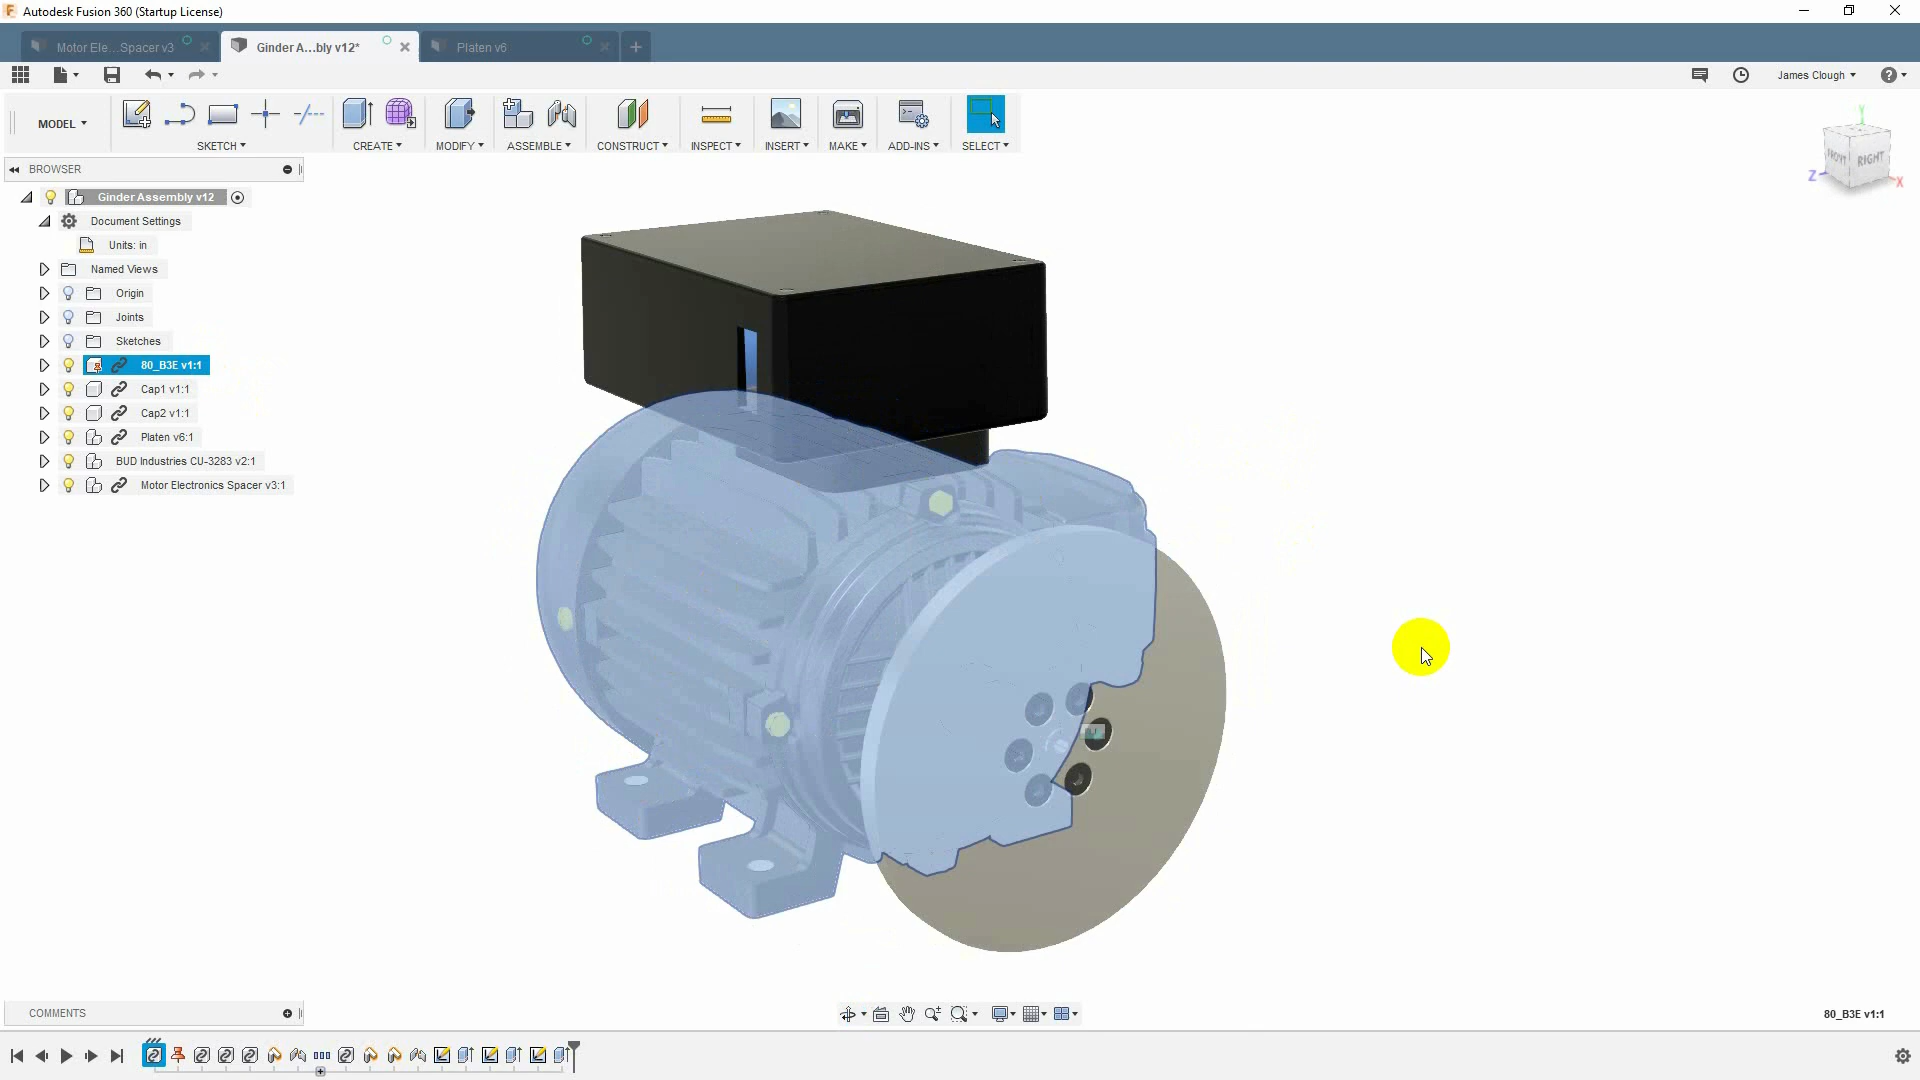 Autodesk Fusion 360 (Startup License)
Motor Ele...Spacer v3
Ginder A...bly v12*
Platen v6
James Clough
MODEL
SKETCH
CREATE
MODIFY
ASSEMBLE
CONSTRUCT
INSPECT
INSERT
MAKE
ADD-INS
SELECT
Y
FRONT
RIGHT
Z
X
BROWSER
Ginder Assembly v12
Document Settings
Units: in
Named Views
Origin
Joints
Sketches
80_B3E v1:1
Cap1 v1:1
Cap2 v1:1
Platen v6:1
BUD Industries CU-3283 v2:1
Motor Electronics Spacer v3:1
COMMENTS
80_B3E v1:1